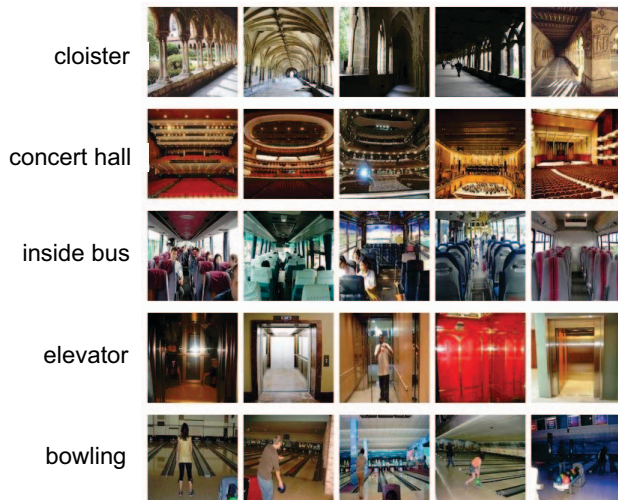 cloister
concert hall
inside bus
elevator
bowling